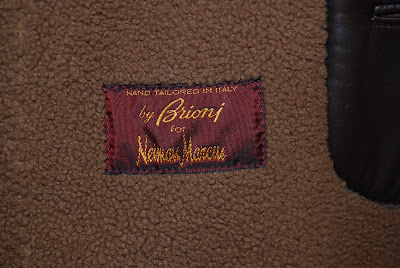 HAND TAILORED IN ITALY
by Brioni
for
Neiman Marcus